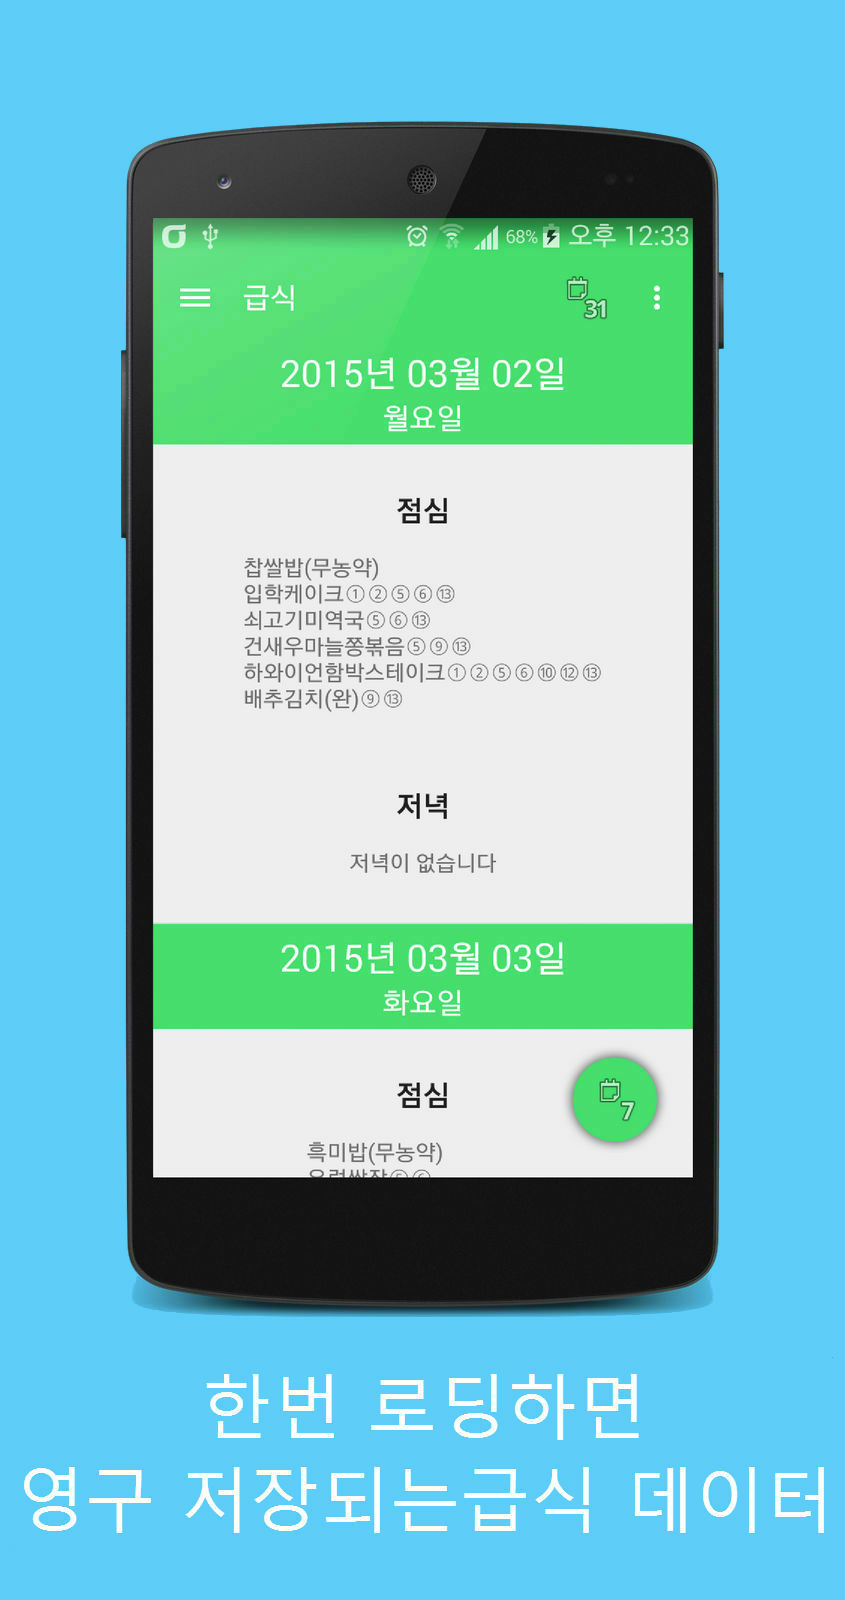 68% 오후 12:33
급식
31
2015년 03월 02일
월요일
점심
찹쌀밥(무농약)
입학케이크①②⑤⑥⑬
쇠고기미역국⑤⑥⑬
건새우마늘쫑볶음⑤⑨⑬
하와이언함박스테이크①②⑤⑥⑩⑫⑬
배추김치(완)⑨⑬
저녁
저녁이 없습니다
2015년 03월 03일
화요일
점심
7
흑미밥(무농약)
한번 로딩하면
영구 저장되는급식 데이터